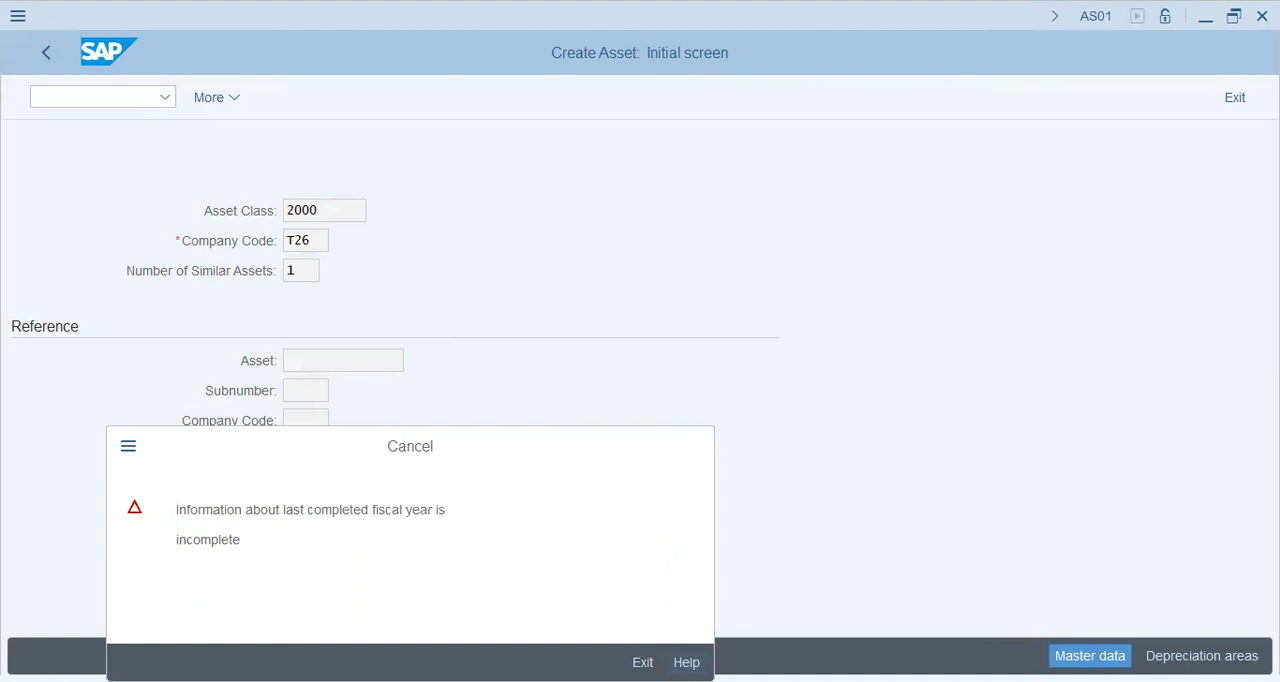 AS01
SAP
Create Asset: Initial screen
More
Exit
Asset Class: 2000
*Company Code: T26
Number of Similar Assets: 1
Reference
Asset:
Subnumber:
Company Code:
Cancel
Information about last completed fiscal year is
incomplete
Exit Help
Master data Depreciation areas